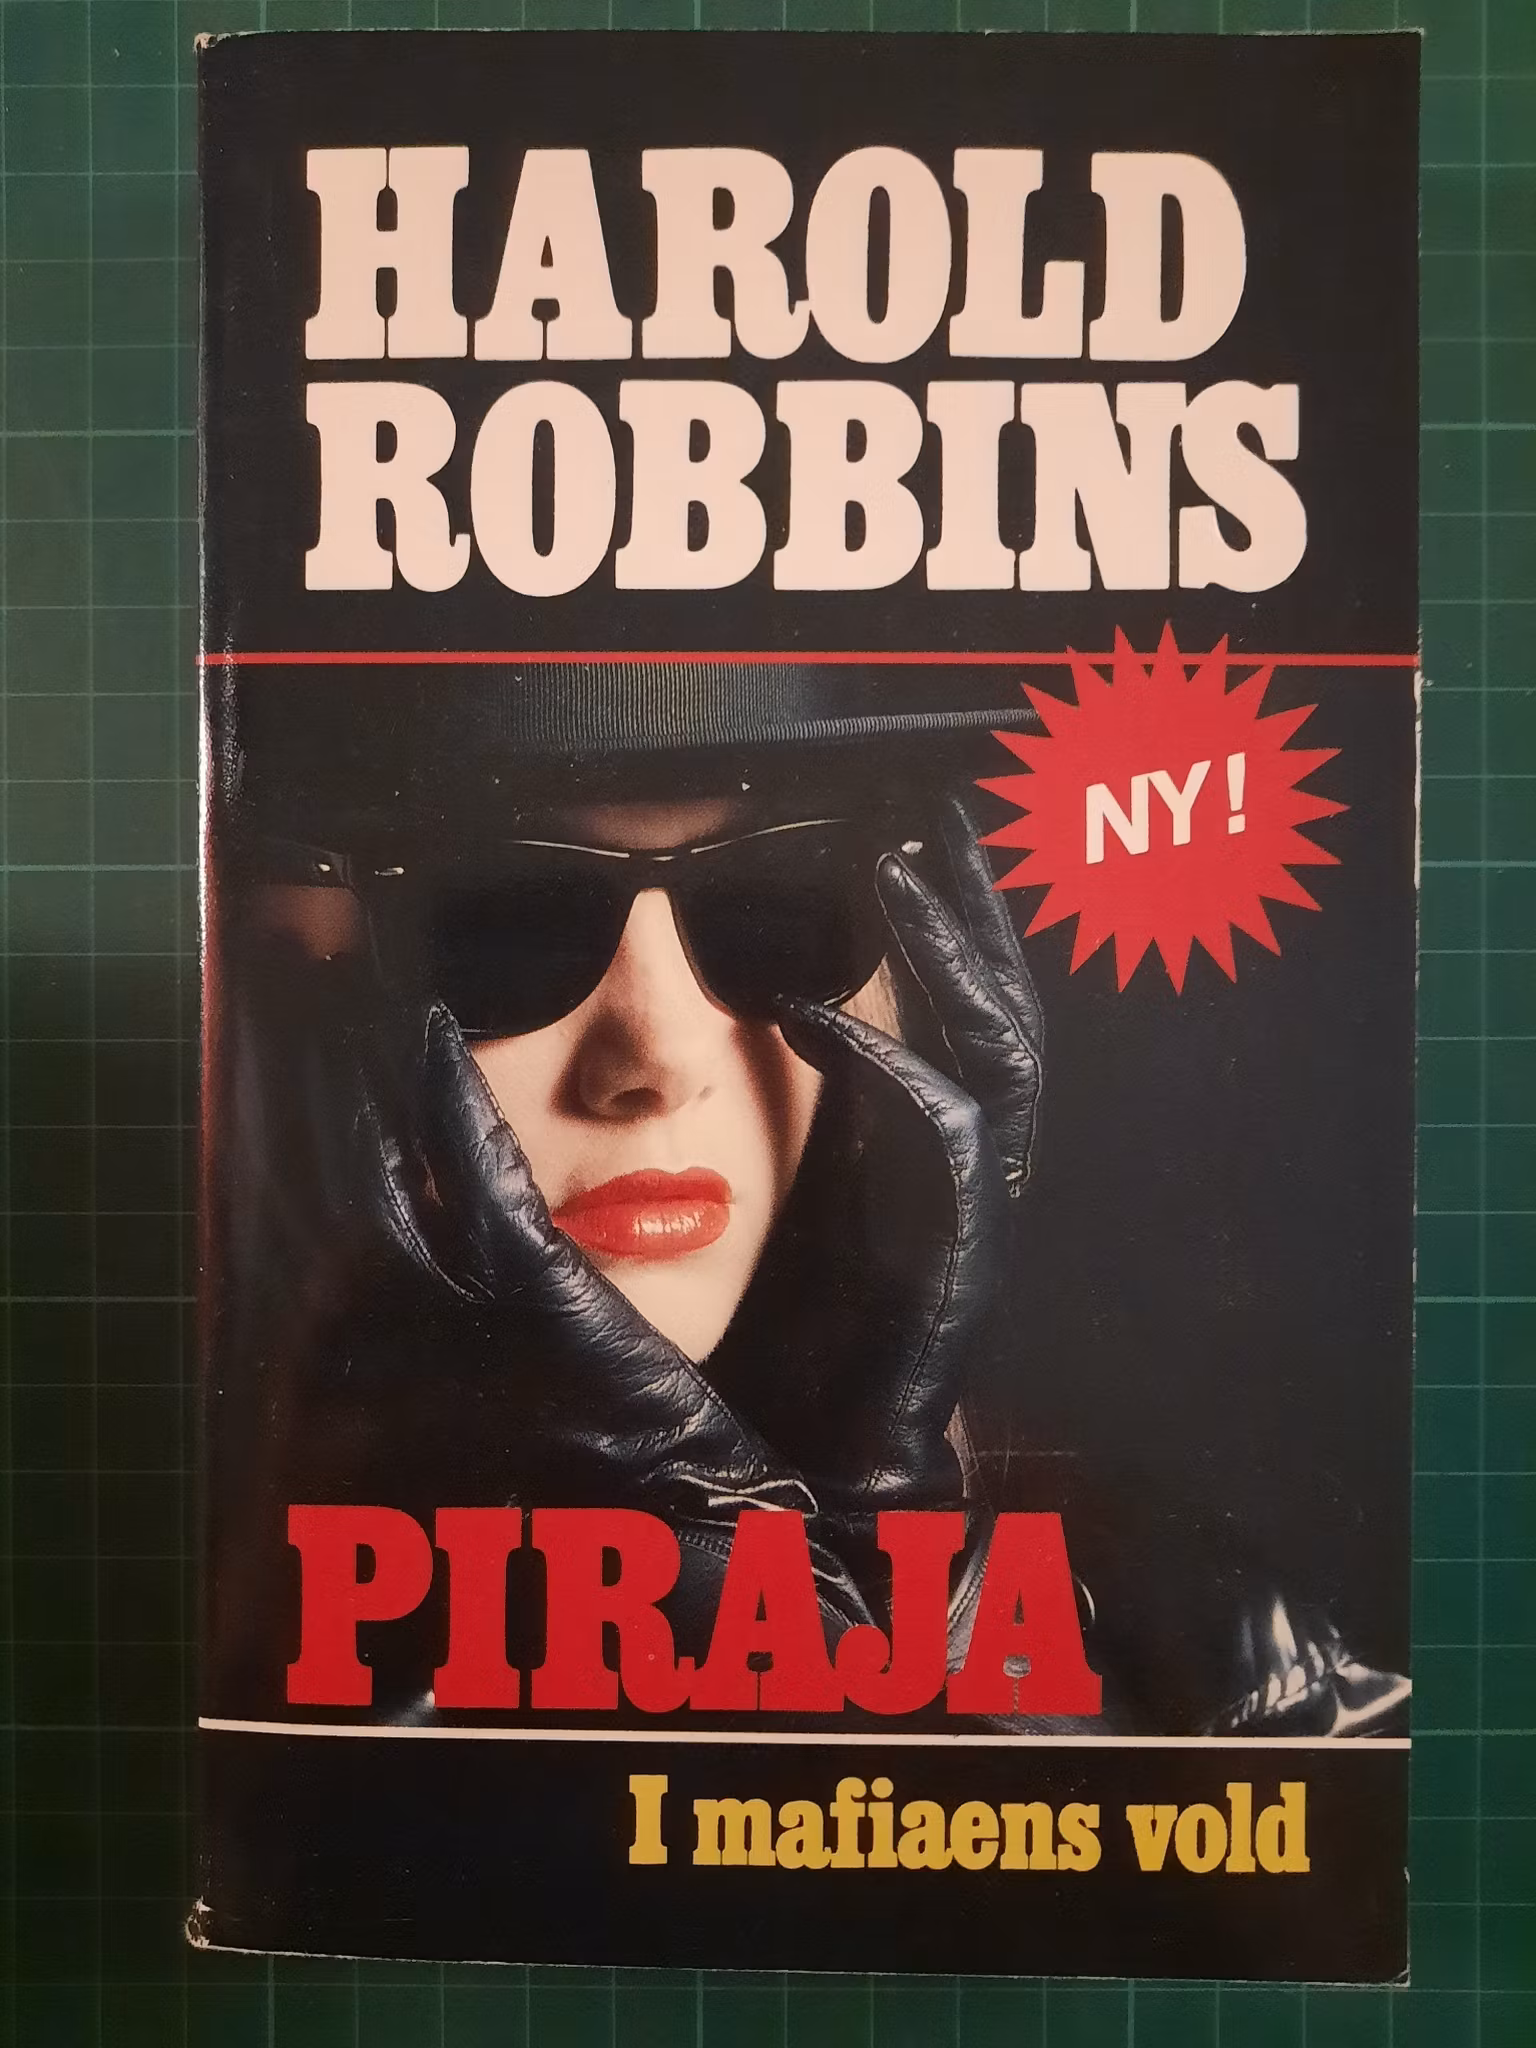 HAROLD
ROBBINS
NY!
PIRAJA
I mafiaens vold